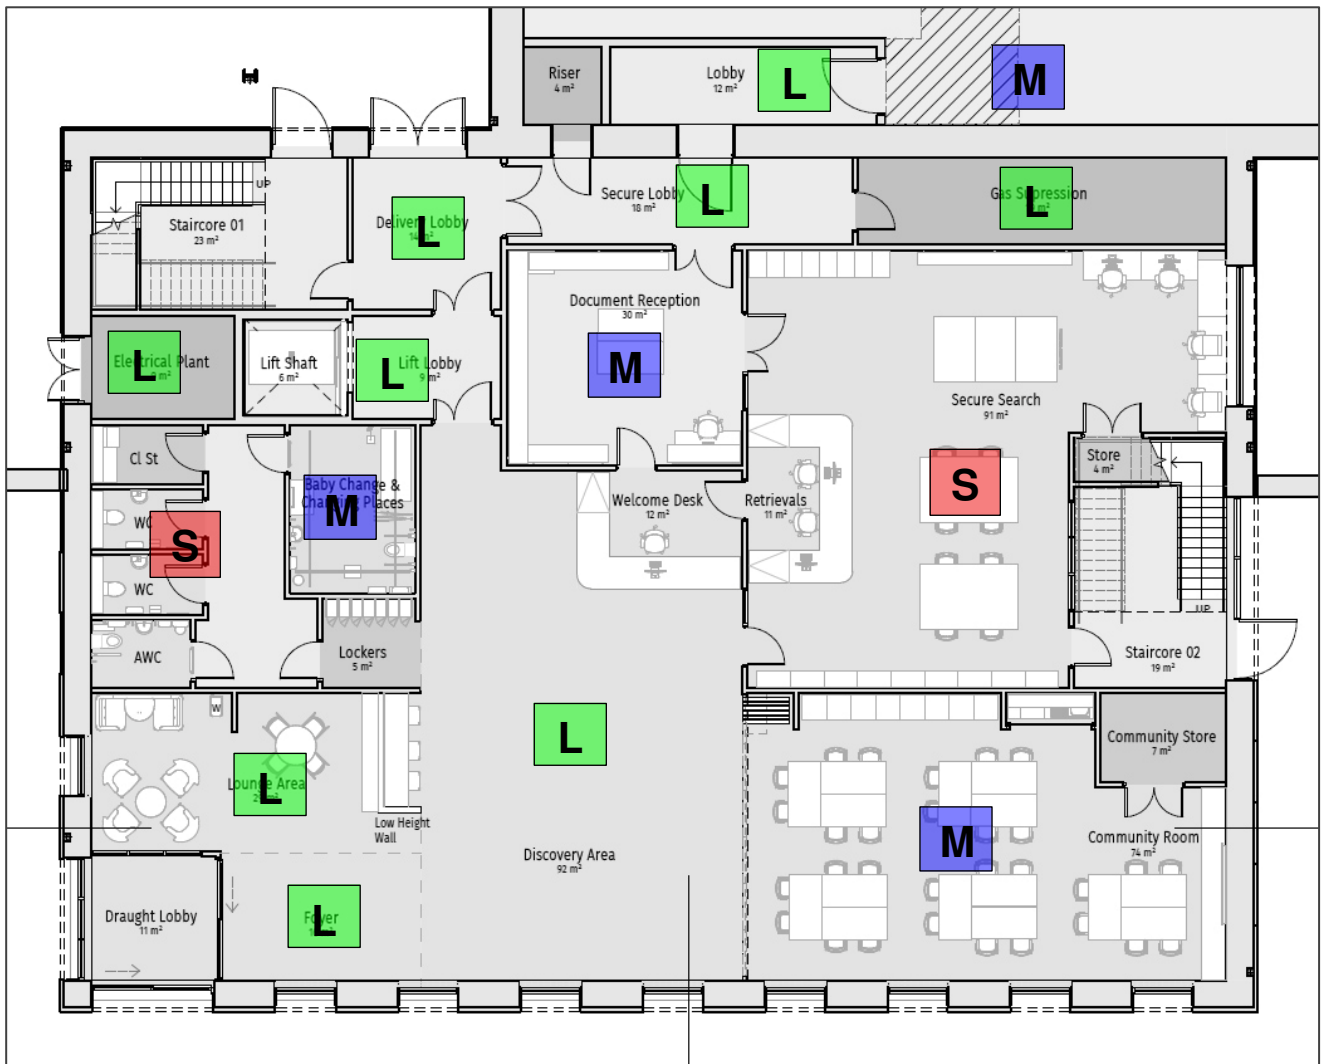 Riser
4 m²
Lobby
12 m²
L
M
UP
Staircore 01
23 m²
Delivery Lobby
L
Secure Lobby
18 m²
L
Gas Supression
L
Document Reception
30 m²
M
Electrical Plant
L
Lift Shaft
6 m²
Lift Lobby
9 m²
L
Secure Search
91 m²
S
Cl St
Baby Change &
Changing Places
M
Store
4 m²
WC
S
WC
Welcome Desk
12 m²
Retrievals
11 m²
UP
AWC
Lockers
5 m²
Staircore 02
19 m²
W
L
Community Store
7 m²
Lounge Area
L
Low Height
Wall
Discovery Area
92 m²
M
Community Room
74 m²
Draught Lobby
11 m²
Foyer
L